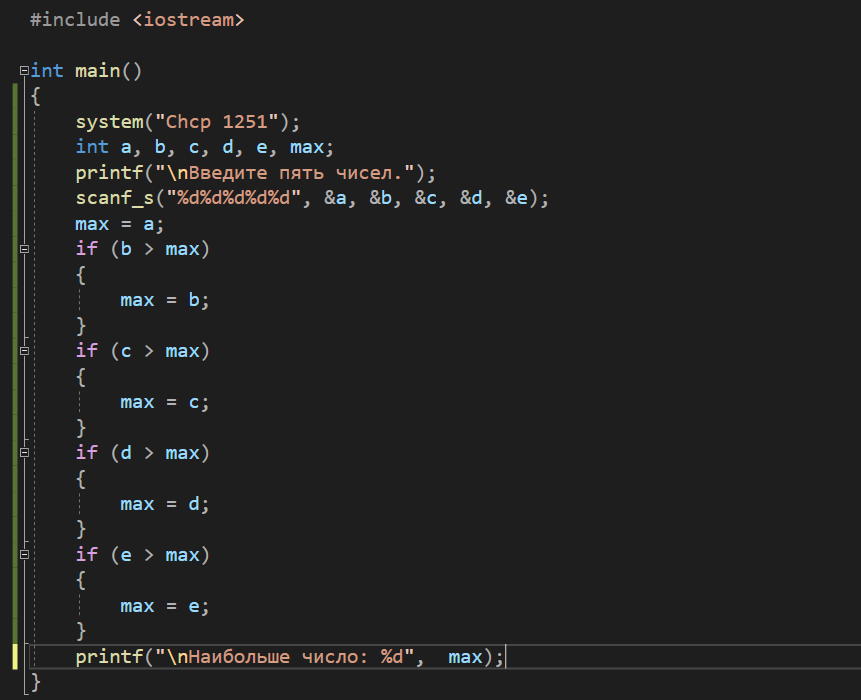 #include <iostream>
int main()
{
system("Chcp 1251");
int a, b, c, d, e, max;
printf("\nВведите пять чисел.");
scanf_s("%d%d%d%d%d", &a, &b, &c, &d, &e);
max = a;
if (b > max)
{
max = b;
}
if (c > max)
{
max = c;
}
if (d > max)
{
max = d;
}
if (e > max)
{
max = e;
}
printf("\nНаибольше число: %d",  max);
}